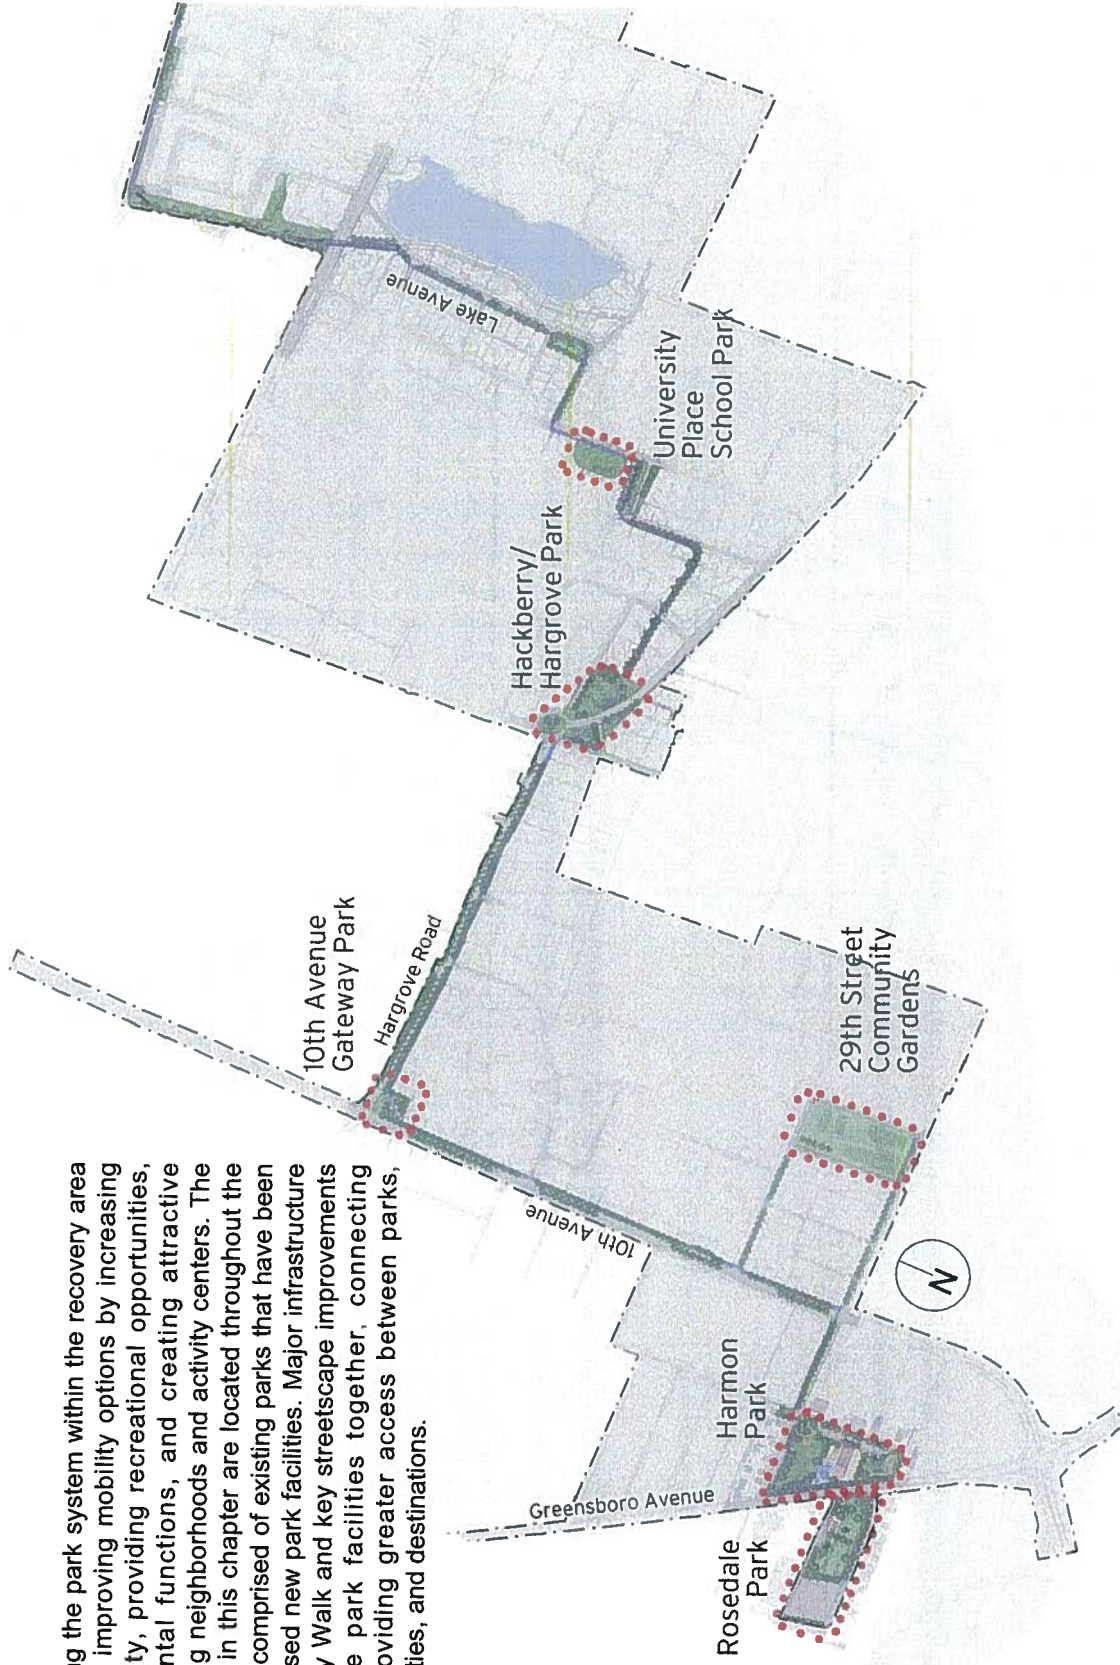 g the park system within the recovery area
improving mobility options by increasing
ty, providing recreational opportunities,
ntal functions, and creating attractive
g neighborhoods and activity centers. The
in this chapter are located throughout the
comprised of existing parks that have been
sed new park facilities. Major infrastructure
y Walk and key streetscape improvements
e park facilities together, connecting
oviding greater access between parks,
ties, and destinations.
Rosedale
Park
Greensboro Avenue
Harmon
Park
10th Avenue
N
29th Street
Community
Gardens
10th Avenue
Gateway Park
Hargrove Road
Hackberry/
Hargrove Park
University
Place
School Park
Lake Avenue